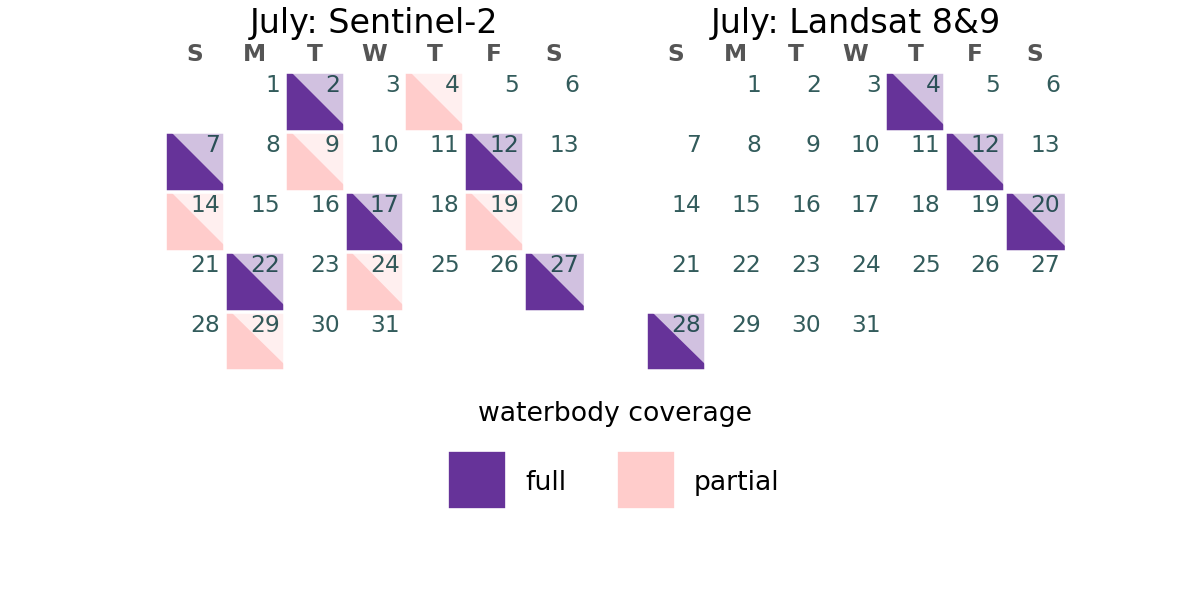 July: Sentinel-2
S M T W T F S
1 2 3 4 5 6
7 8 9 10 11 12 13
14 15 16 17 18 19 20
21 22 23 24 25 26 27
28 29 30 31
July: Landsat 8&9
S M T W T F S
1 2 3 4 5 6
7 8 9 10 11 12 13
14 15 16 17 18 19 20
21 22 23 24 25 26 27
28 29 30 31
waterbody coverage
full
partial